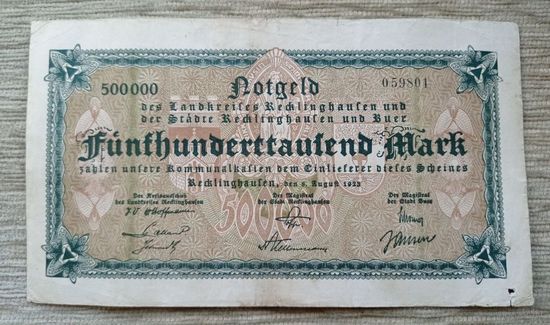 500000 Notgeld 059801
des Landkreises Recklinghausen und
der Städte Recklinghausen und Buer
Fünfhunderttausend Mark
zahlen unsere Kommunalkassen dem Einlieferer dieses Scheines
Recklinghausen, den 8. August 1923
Der Kreisausschuß Der Magistrat Der Magistrat
des Landkreises Recklinghausen der Stadt Recklinghausen der Stadt Buer
500000